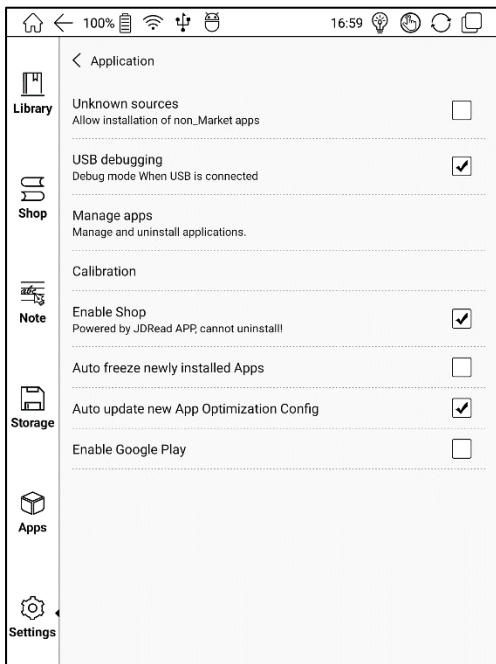 100%
16:59
Application
Library
Unknown sources
Allow installation of non_Market apps
USB debugging
Debug mode When USB is connected
Shop
Manage apps
Manage and uninstall applications.
Calibration
abc
Note
Enable Shop
Powered by JDRead APP, cannot uninstall!
Auto freeze newly installed Apps
Storage
Auto update new App Optimization Config
Enable Google Play
Apps
Settings